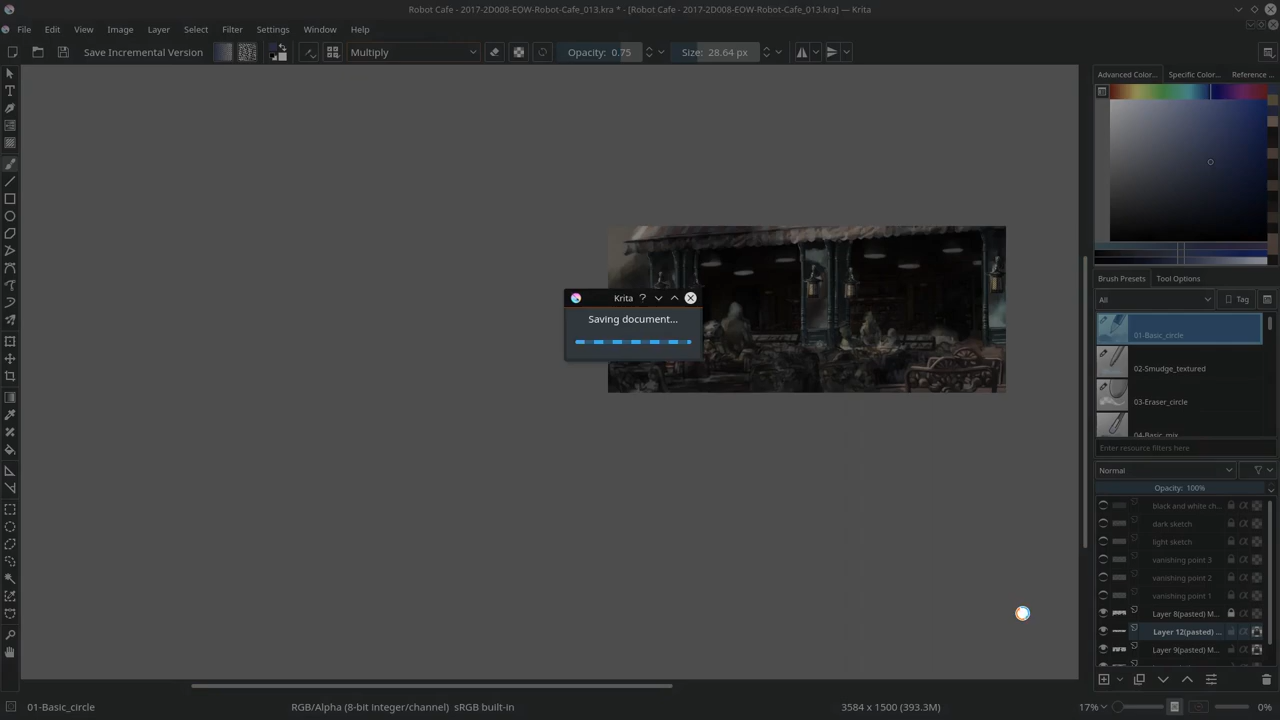 Robot Cafe - 2017-2D008-EOW-Robot-Cafe_013.kra * - [Robot Cafe - 2017-2D008-EOW-Robot-Cafe_013.kra] — Krita
File Edit View Image Layer Select Filter Settings Window Help
Save Incremental Version Multiply Opacity: 0.75 Size: 28.64 px
Advanced Color... Specific Color... Reference ...
Krita
Saving document...
Brush Presets Tool Options
All Tag
01-Basic_circle
02-Smudge_textured
03-Eraser_circle
04-Basic_mix
Enter resource filters here
Normal
Opacity: 100%
black and white ch...
dark sketch
light sketch
vanishing point 3
vanishing point 2
vanishing point 1
Layer 8(pasted) M...
Layer 12(pasted) ...
Layer 9(pasted) M...
01-Basic_circle RGB/Alpha (8-bit integer/channel) sRGB built-in 3584 x 1500 (393.3M) 17% 0%